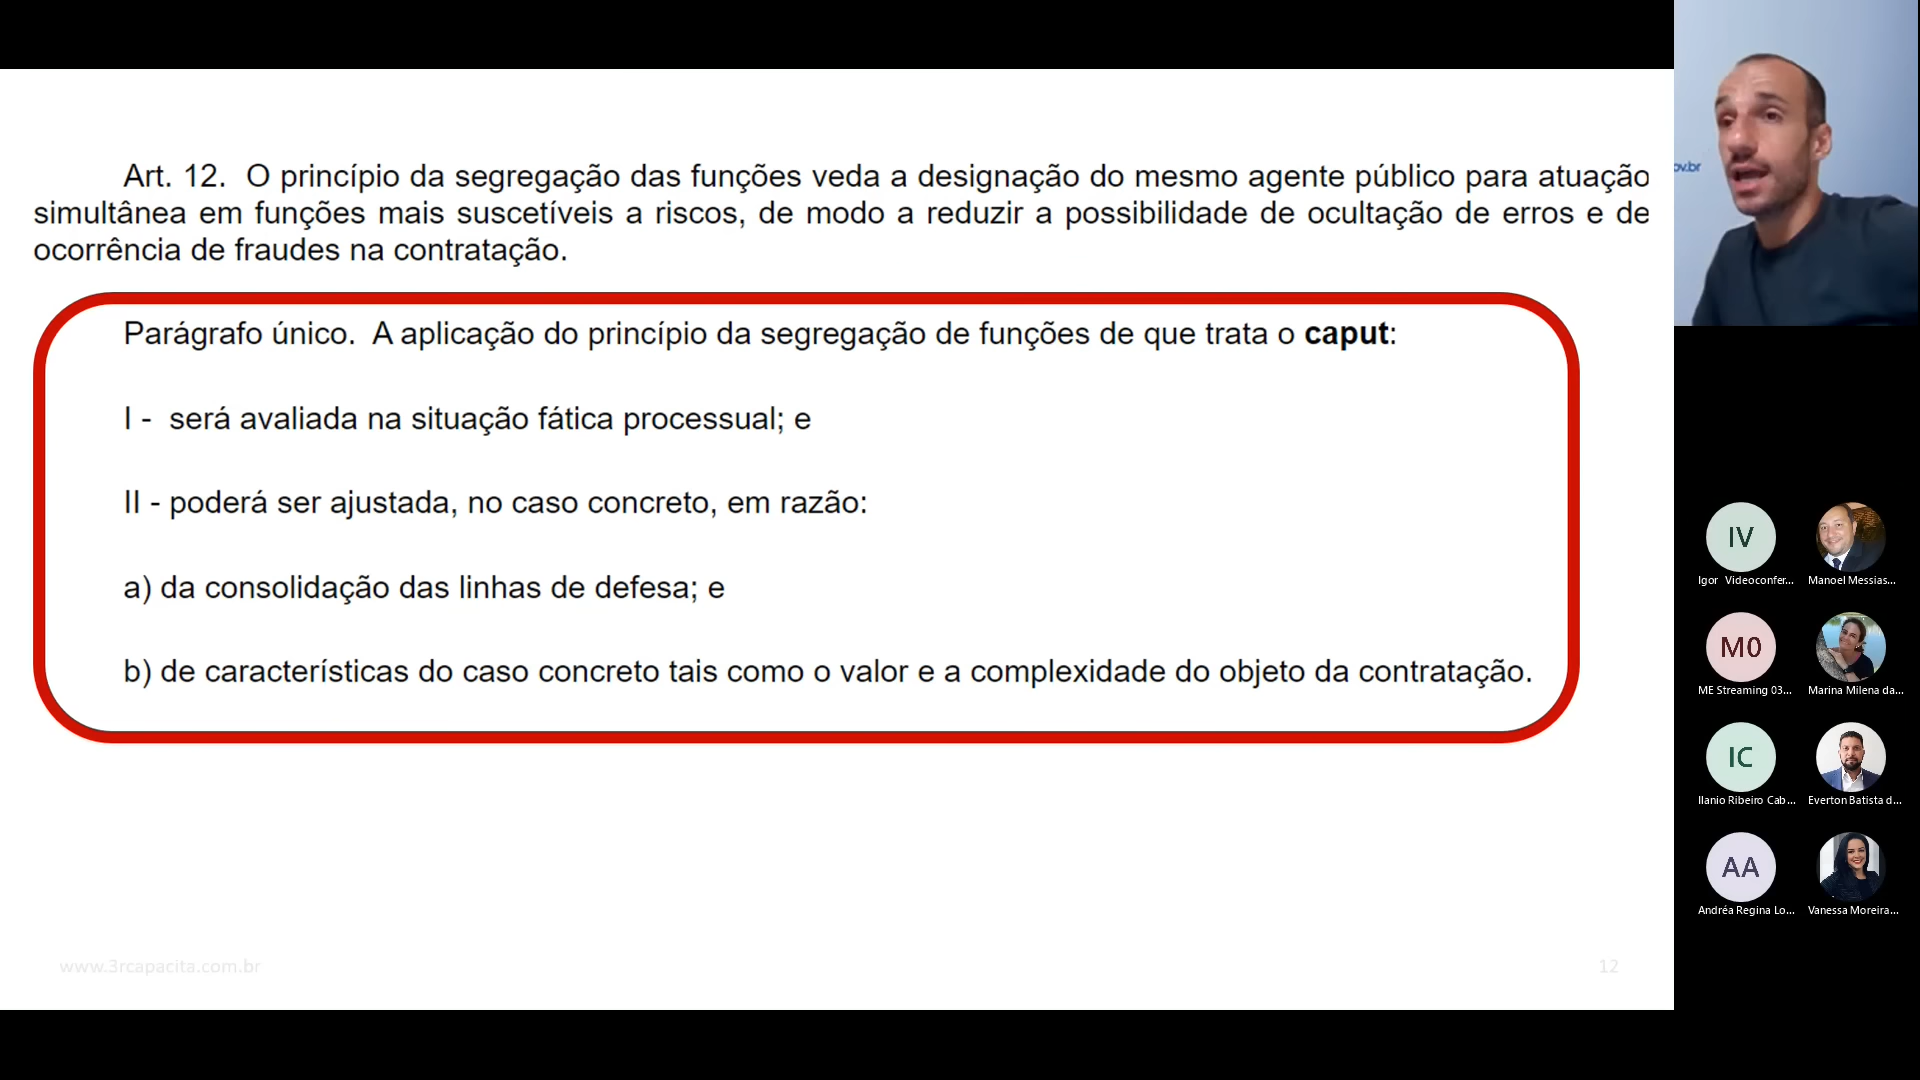 Art. 12. O princípio da segregação das funções veda a designação do mesmo agente público para atuação
simultânea em funções mais suscetíveis a riscos, de modo a reduzir a possibilidade de ocultação de erros e de
ocorrência de fraudes na contratação.
Parágrafo único. A aplicação do princípio da segregação de funções de que trata o caput:
I - será avaliada na situação fática processual; e
II - poderá ser ajustada, no caso concreto, em razão:
a) da consolidação das linhas de defesa; e
b) de características do caso concreto tais como o valor e a complexidade do objeto da contratação.
www.3rcapacita.com.br
12
ov.br
IV
Igor Videoconfer...
Manoel Messias...
M0
ME Streaming 03...
Marina Milena da...
IC
Ilanio Ribeiro Cab...
Everton Batista d...
AA
Andréa Regina Lo...
Vanessa Moreira...